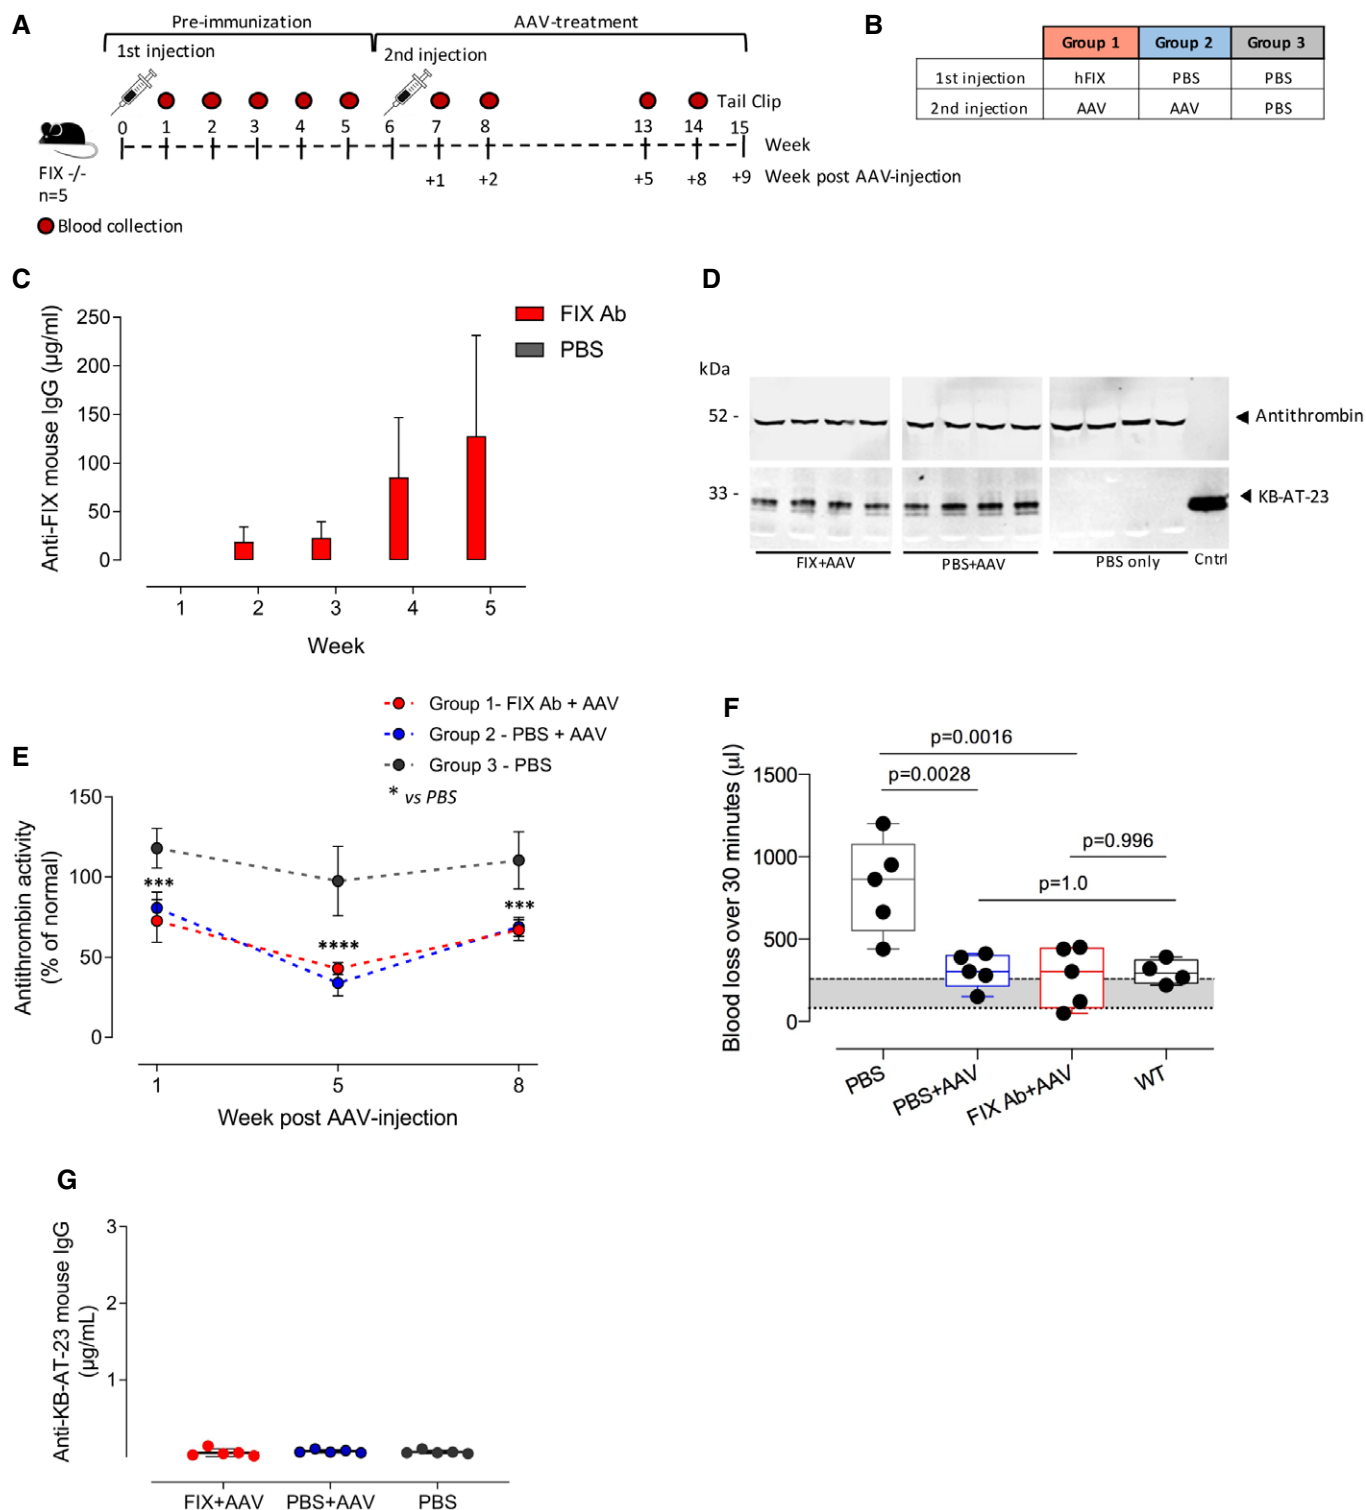 A
Pre-immunization
AAV-treatment
1st injection
2nd injection
Tail Clip
0 1 2 3 4 5 6 7 8 13 14 15
Week
FIX -/-
n=5
+1 +2 +5 +8 +9 Week post AAV-injection
Blood collection
B
Group 1 Group 2 Group 3
1st injection hFIX PBS PBS
2nd injection AAV AAV PBS
C
Anti-FIX mouse IgG (µg/ml)
250
200
150
100
50
0
FIX Ab
PBS
1 2 3 4 5
Week
D
kDa
52 -
Antithrombin
33 -
KB-AT-23
FIX+AAV PBS+AAV PBS only Cntrl
E
Group 1- FIX Ab + AAV
Group 2 - PBS + AAV
Group 3 - PBS
* vs PBS
Antithrombin activity
(% of normal)
150
100
50
0
***
****
***
1 5 8
Week post AAV-injection
F
Blood loss over 30 minutes (µl)
1500
1000
500
0
p=0.0016
p=0.0028
p=0.996
p=1.0
PBS PBS+AAV FIX Ab+AAV WT
G
Anti-KB-AT-23 mouse IgG
(µg/mL)
3
2
1
FIX+AAV PBS+AAV PBS